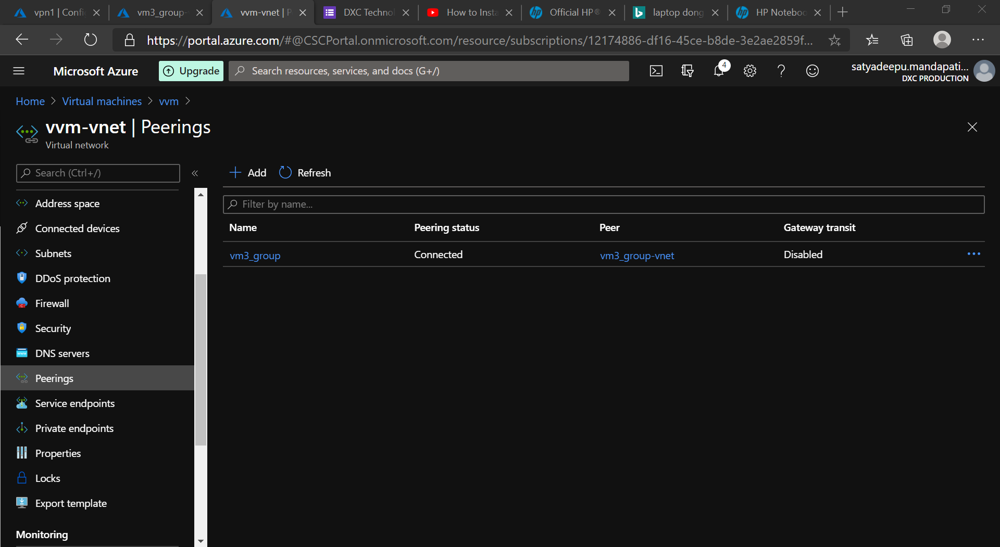 vpn1 | Confi
vm3_group-
vvm-vnet | P
DXC Technol
How to Insta
Official HP®
laptop dong
HP Noteboo
https://portal.azure.com/#@CSCPortal.onmicrosoft.com/resource/subscriptions/12174886-df16-45ce-b8de-3e2ae2859f...
Microsoft Azure
Upgrade
Search resources, services, and docs (G+/)
4
satyadeepu.mandapati...
DXC PRODUCTION
Home > Virtual machines > vvm >
vvm-vnet | Peerings
Virtual network
Search (Ctrl+/)
«
Address space
Connected devices
Subnets
DDoS protection
Firewall
Security
DNS servers
Peerings
Service endpoints
Private endpoints
Properties
Locks
Export template
Monitoring
Add
Refresh
Filter by name...
Name Peering status Peer Gateway transit
vm3_group Connected vm3_group-vnet Disabled